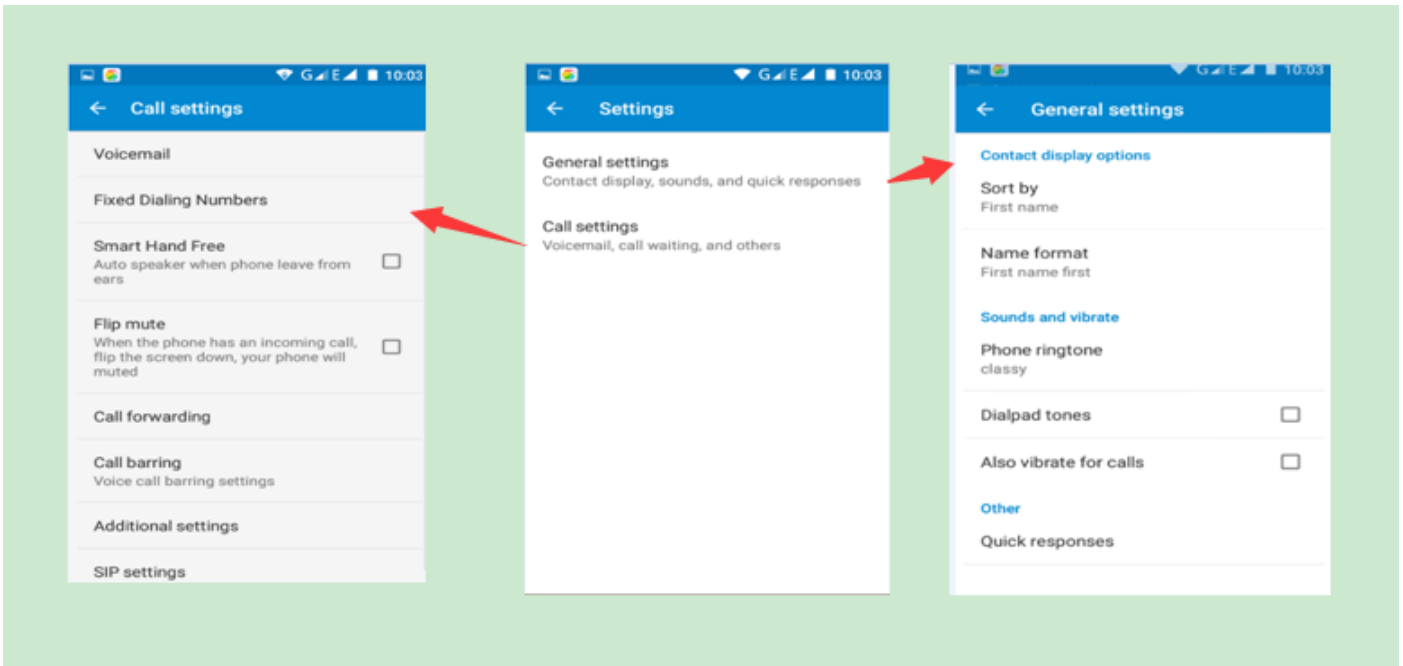 G E 10:03
Call settings
Voicemail
Fixed Dialing Numbers
Smart Hand Free
Auto speaker when phone leave from
ears
Flip mute
When the phone has an incoming call,
flip the screen down, your phone will
muted
Call forwarding
Call barring
Voice call barring settings
Additional settings
SIP settings
G E 10:03
Settings
General settings
Contact display, sounds, and quick responses
Call settings
Voicemail, call waiting, and others
G E 10:03
General settings
Contact display options
Sort by
First name
Name format
First name first
Sounds and vibrate
Phone ringtone
classy
Dialpad tones
Also vibrate for calls
Other
Quick responses